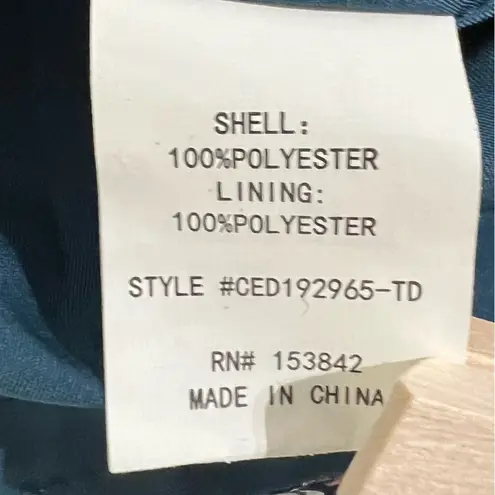 SHELL:
100%POLYESTER
LINING:
100%POLYESTER
STYLE #CED192965-TD
RN# 153842
MADE IN CHINA